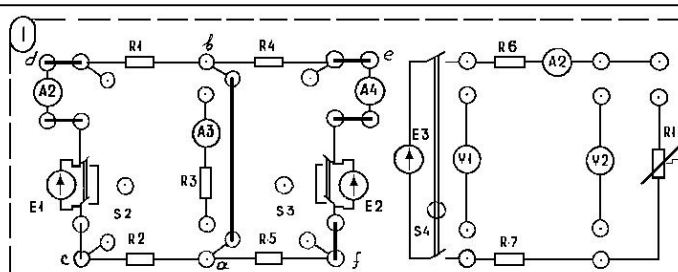 1
d R1 b R4 e R6 A2
A2 A3 A4 E3 V1 V2 R1
E1 S2 R3 S3 E2 S4
c R2 a R5 f R7